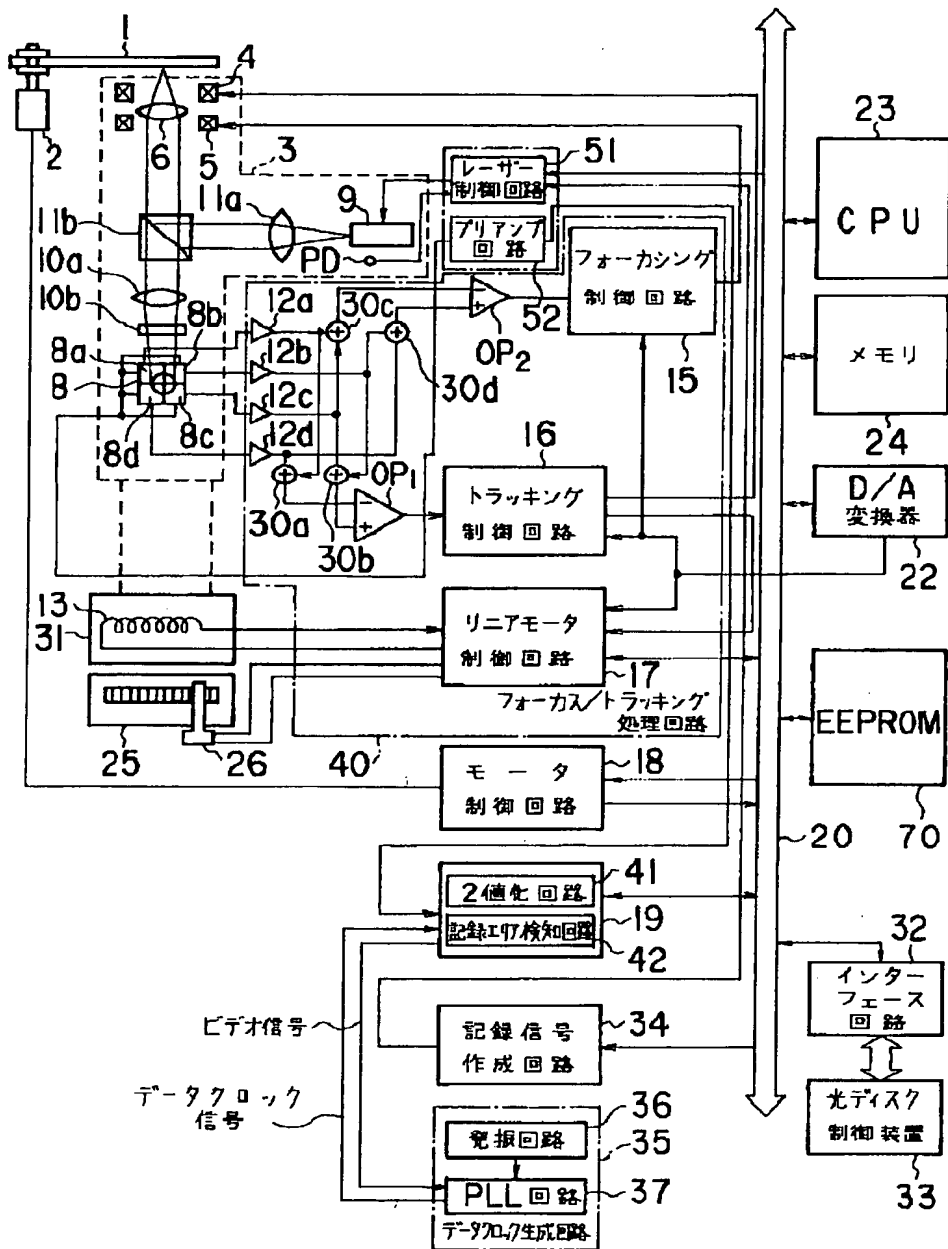 1
4
2
6
5
3
51
レーザー
制御回路
23
CPU
11a
9
11b
PD
プリアンプ
回路
52
フォーカシング
制御回路
15
10a
10b
12a
30c
OP2
8a
8b
12b
30d
メモリ
24
8
12c
8d
8c
12d
16
OP1
トラッキング
制御回路
D/A
変換器
22
30a
30b
13
31
リニアモータ
制御回路
17
フォーカス/トラッキング
処理回路
EEPROM
70
25
26
40
18
モータ
制御回路
20
41
2値化回路
19
記録エリア検知回路
42
32
インター
フェース
回路
ビデオ信号
34
記録信号
作成回路
データクロック
信号
36
発振回路
35
光ディスク
制御装置
33
PLL回路
37
データクロック生成回路